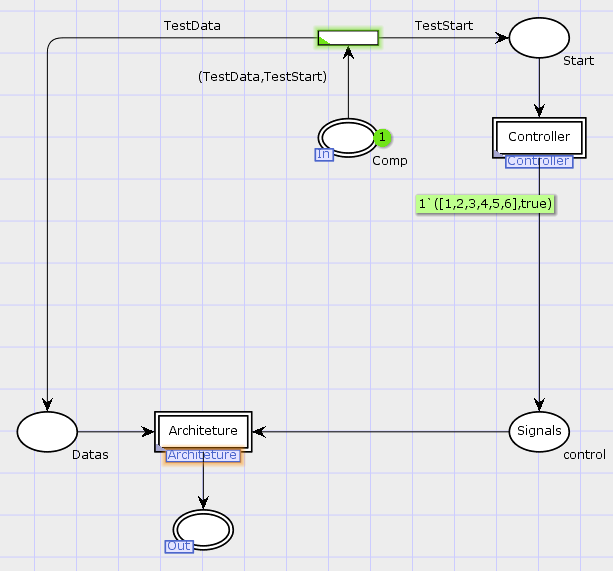 TestData
TestStart
Start
(TestData,TestStart)
1
In
Comp
Controller
Controller
1`([1,2,3,4,5,6],true)
Architeture
Signals
Datas
Architeture
control
Out